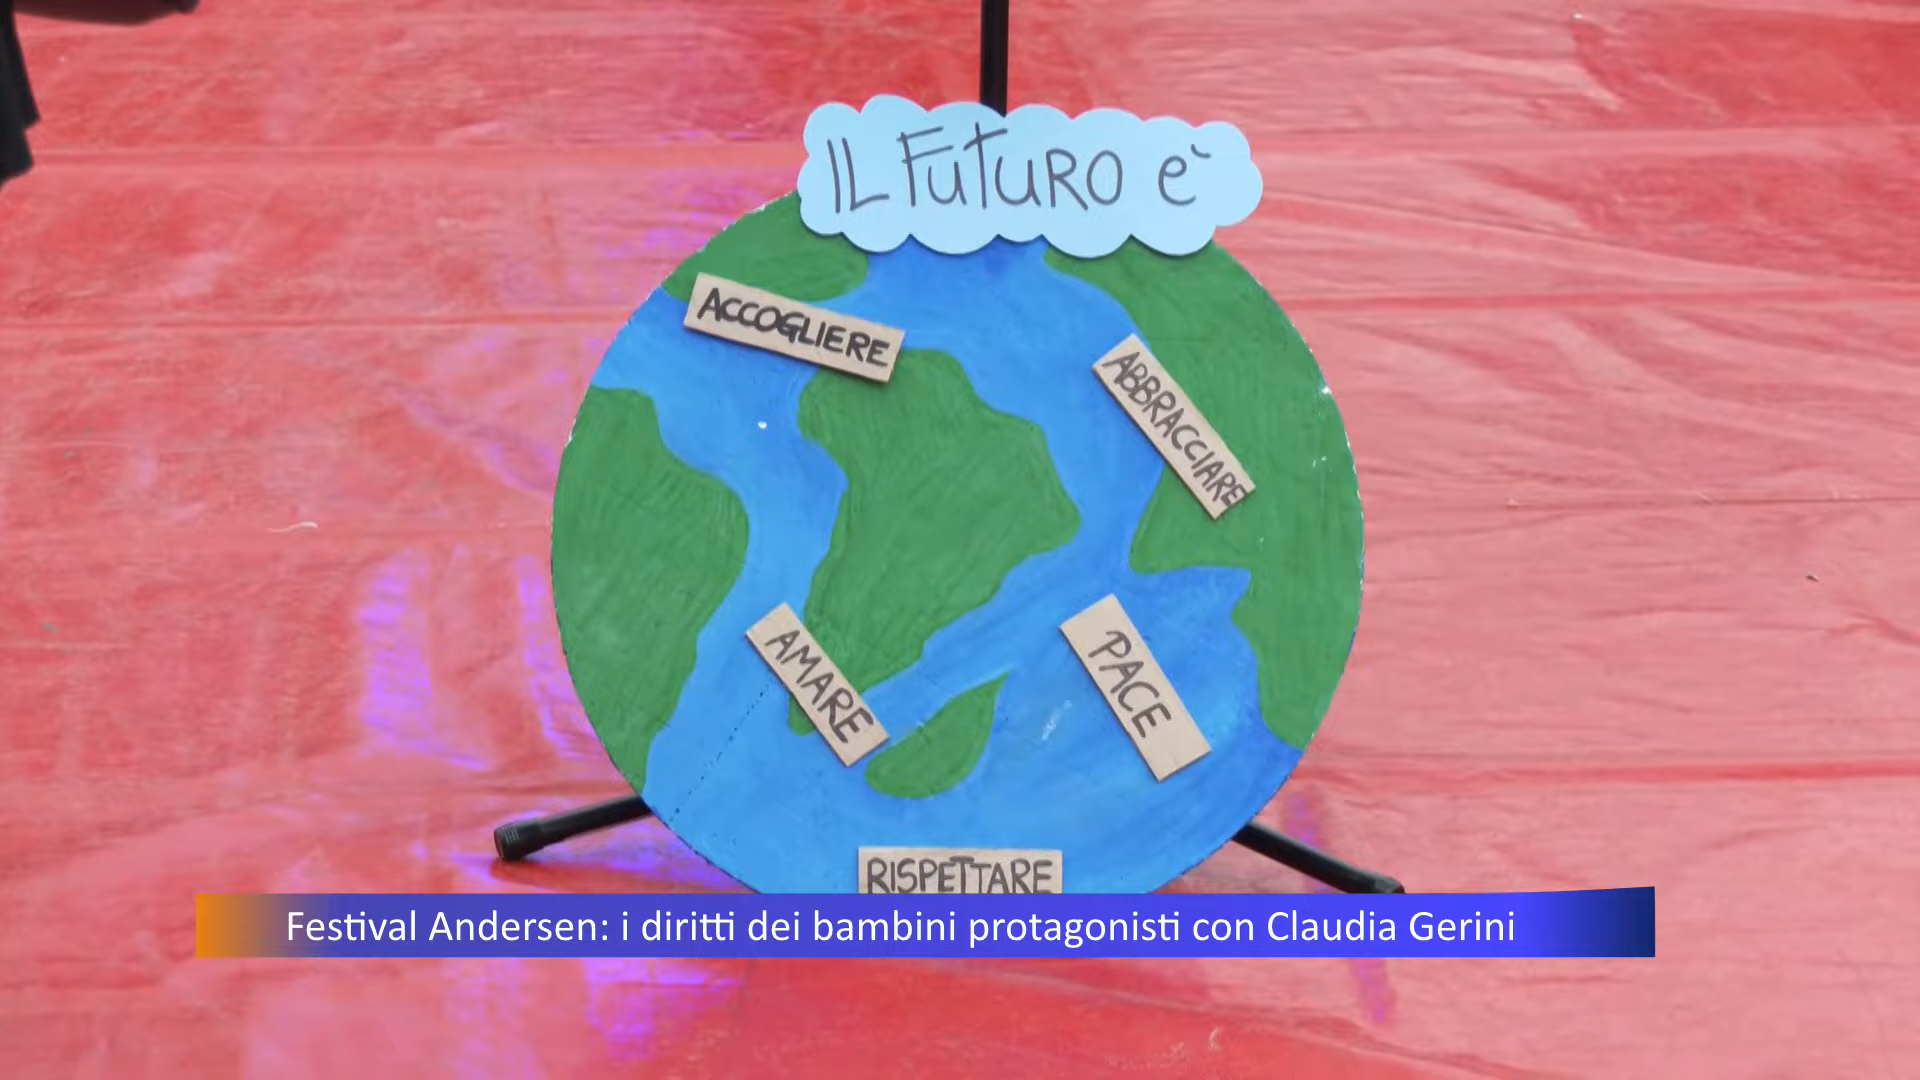 IL FUTURO è
ACCOGLIERE
ABBRACCIARE
AMARE
PACE
RISPETTARE
Festival Andersen: i diritti dei bambini protagonisti con Claudia Gerini